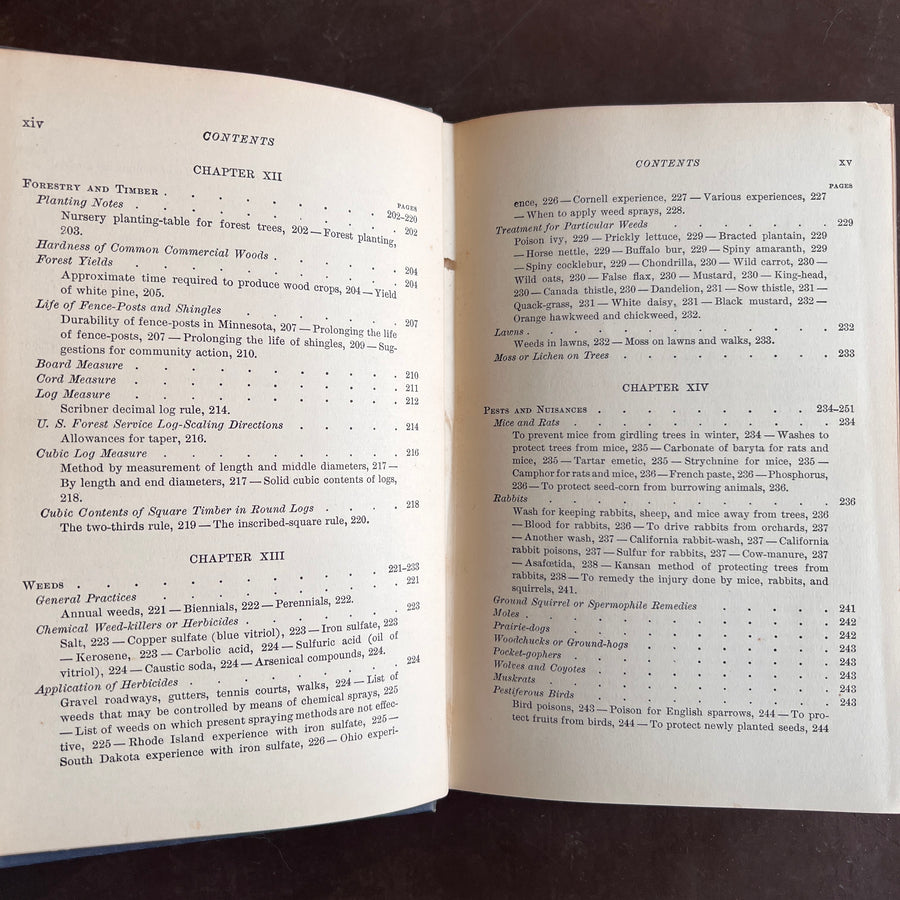 xiv
CONTENTS
CHAPTER XII
PAGES
FORESTRY AND TIMBER . . . . . . . . 202–220
Planting Notes . . . . . . . . . 202
Nursery planting-table for forest trees, 202 — Forest planting,
203.
Hardness of Common Commercial Woods . . . . . 204
Forest Yields . . . . . . . . . 204
Approximate time required to produce wood crops, 204 — Yield
of white pine, 205.
Life of Fence-Posts and Shingles . . . . . . 207
Durability of fence-posts in Minnesota, 207 — Prolonging the life
of fence-posts, 207 — Prolonging the life of shingles, 209 — Sug-
gestions for community action, 210.
Board Measure . . . . . . . . . 210
Cord Measure . . . . . . . . . 211
Log Measure . . . . . . . . . 212
Scribner decimal log rule, 214.
U. S. Forest Service Log-Scaling Directions . . . . 214
Allowances for taper, 216.
Cubic Log Measure . . . . . . . . 216
Method by measurement of length and middle diameters, 217 —
By length and end diameters, 217 — Solid cubic contents of logs,
218.
Cubic Contents of Square Timber in Round Logs . . . 218
The two-thirds rule, 219 — The inscribed-square rule, 220.
CHAPTER XIII
WEEDS . . . . . . . . . . . 221–233
General Practices . . . . . . . . 221
Annual weeds, 221 — Biennials, 222 — Perennials, 222.
Chemical Weed-killers or Herbicides . . . . . . 223
Salt, 223 — Copper sulfate (blue vitriol), 223 — Iron sulfate, 223
— Kerosene, 223 — Carbolic acid, 224 — Sulfuric acid (oil of
vitriol), 224 — Caustic soda, 224 — Arsenical compounds, 224.
Application of Herbicides . . . . . . . 224
Gravel roadways, gutters, tennis courts, walks, 224 — List of
weeds that may be controlled by means of chemical sprays, 225
— List of weeds on which present spraying methods are not effec-
tive, 225 — Rhode Island experience with iron sulfate, 225 —
South Dakota experience with iron sulfate, 226 — Ohio experi-
CONTENTS
xv
PAGES
ence, 226 — Cornell experience, 227 — Various experiences, 227
— When to apply weed sprays, 228.
Treatment for Particular Weeds . . . . . . 229
Poison ivy, 229 — Prickly lettuce, 229 — Bracted plantain, 229
— Horse nettle, 229 — Buffalo bur, 229 — Spiny amaranth, 229
— Spiny cocklebur, 229 — Chondrilla, 230 — Wild carrot, 230 —
Wild oats, 230 — False flax, 230 — Mustard, 230 — King-head,
230 — Canada thistle, 230 — Dandelion, 231 — Sow thistle, 231 —
Quack-grass, 231 — White daisy, 231 — Black mustard, 232 —
Orange hawkweed and chickweed, 232.
Lawns . . . . . . . . . . . 232
Weeds in lawns, 232 — Moss on lawns and walks, 233.
Moss or Lichen on Trees . . . . . . . 233
CHAPTER XIV
PESTS AND NUISANCES . . . . . . . . 234–251
Mice and Rats . . . . . . . . . 234
To prevent mice from girdling trees in winter, 234 — Washes to
protect trees from mice, 235 — Carbonate of baryta for rats and
mice, 235 — Tartar emetic, 235 — Strychnine for mice, 235 —
Camphor for rats and mice, 236 — French paste, 236 — Phosphorus,
236 — To protect seed-corn from burrowing animals, 236.
Rabbits . . . . . . . . . . 236
Wash for keeping rabbits, sheep, and mice away from trees, 236
— Blood for rabbits, 236 — To drive rabbits from orchards, 237
— Another wash, 237 — California rabbit-wash, 237 — California
rabbit poisons, 237 — Sulfur for rabbits, 237 — Cow-manure, 237
— Asafœtida, 238 — Kansan method of protecting trees from
rabbits, 238 — To remedy the injury done by mice, rabbits, and
squirrels, 241.
Ground Squirrel or Spermophile Remedies . . . . 241
Moles . . . . . . . . . . . 242
Prairie-dogs . . . . . . . . . 242
Woodchucks or Ground-hogs . . . . . . 243
Pocket-gophers . . . . . . . . . 243
Wolves and Coyotes . . . . . . . . 243
Muskrats . . . . . . . . . . 243
Pestiferous Birds . . . . . . . . 243
Bird poisons, 243 — Poison for English sparrows, 244 — To pro-
tect fruits from birds, 244 — To protect newly planted seeds, 244